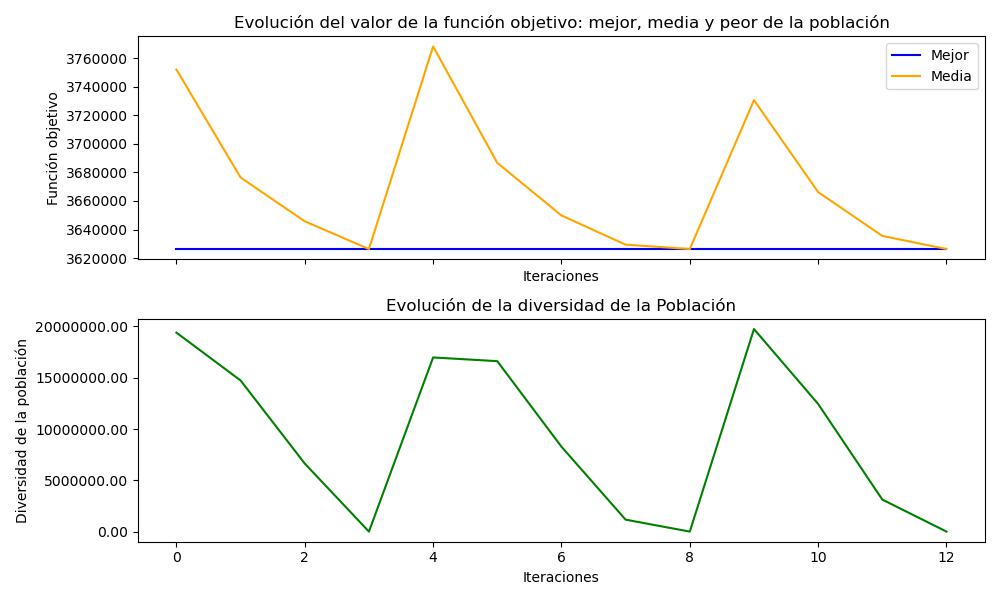 Evolución del valor de la función objetivo: mejor, media y peor de la población
Función objetivo
3760000
3740000
3720000
3700000
3680000
3660000
3640000
3620000
Mejor
Media
Iteraciones
Evolución de la diversidad de la Población
Diversidad de la población
20000000.00
15000000.00
10000000.00
5000000.00
0.00
0 2 4 6 8 10 12
Iteraciones